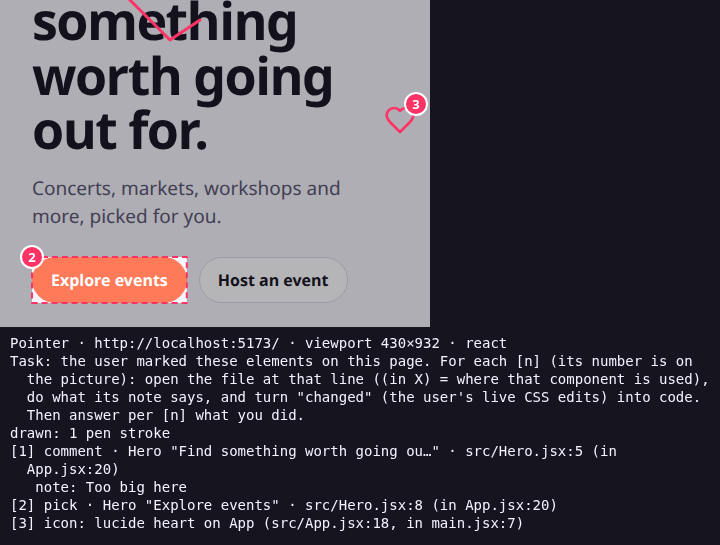 something
worth going
out for.
3
Concerts, markets, workshops and
more, picked for you.
2
Explore events
Host an event
Pointer · http://localhost:5173/ · viewport 430×932 · react
Task: the user marked these elements on this page. For each [n] (its number is on
the picture): open the file at that line ((in X) = where that component is used),
do what its note says, and turn "changed" (the user's live CSS edits) into code.
Then answer per [n] what you did.
drawn: 1 pen stroke
[1] comment · Hero "Find something worth going ou…" · src/Hero.jsx:5 (in
App.jsx:20)
note: Too big here
[2] pick · Hero "Explore events" · src/Hero.jsx:8 (in App.jsx:20)
[3] icon: lucide heart on App (src/App.jsx:18, in main.jsx:7)